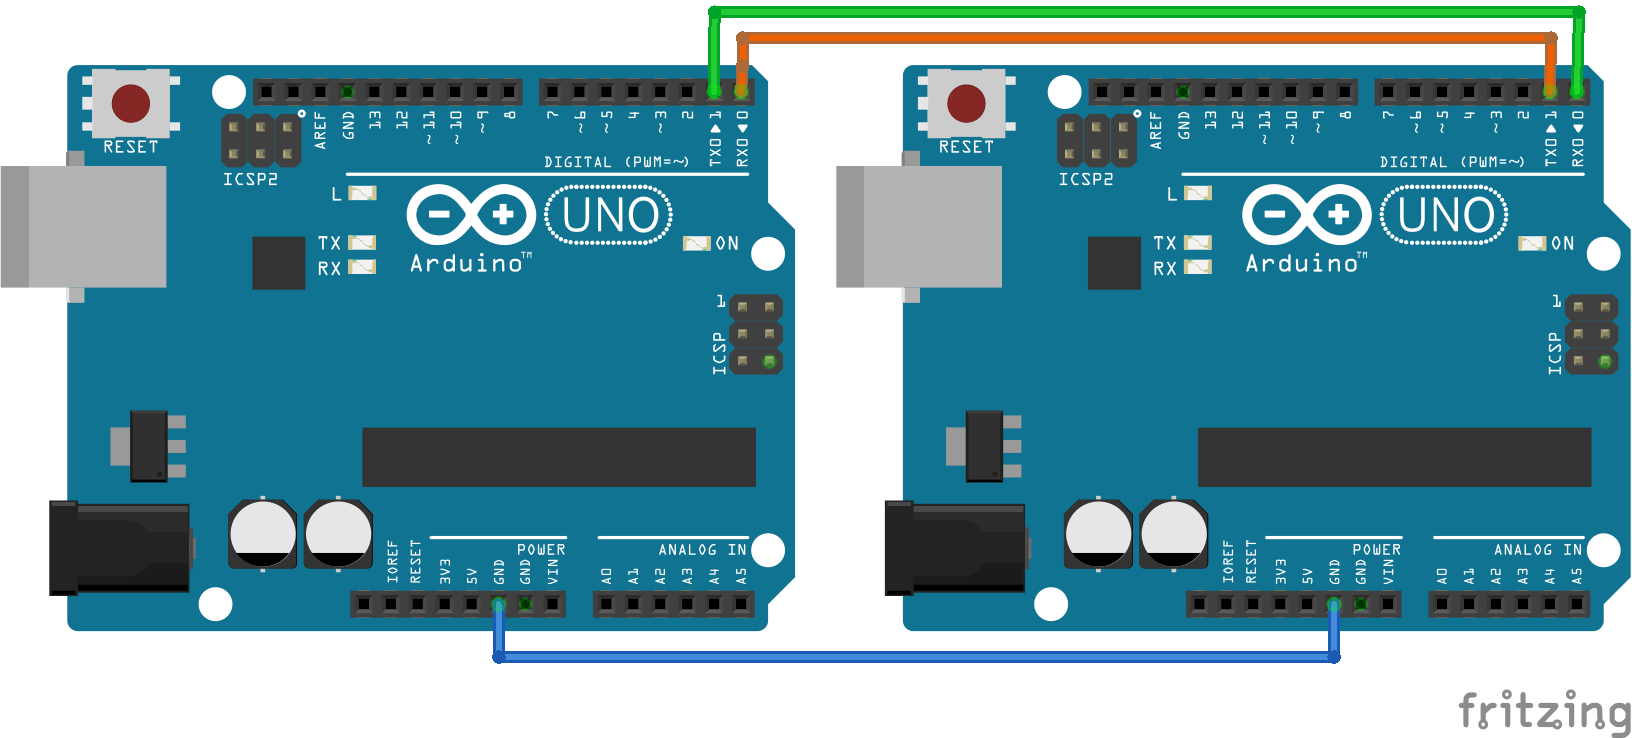 RESET
ICSP2
AREF
GND
13
12
~11
~10
~9
8
7
~6
~5
4
~3
2
TX0▶1
RX0◀0
DIGITAL (PWM=~)
L
TX
RX
UNO
ON
Arduino™
1
ICSP
IOREF
RESET
3V3
5V
GND
GND
VIN
POWER
A0
A1
A2
A3
A4
A5
ANALOG IN
RESET
ICSP2
AREF
GND
13
12
~11
~10
~9
8
7
~6
~5
4
~3
2
TX0▶1
RX0◀0
DIGITAL (PWM=~)
L
TX
RX
UNO
ON
Arduino™
1
ICSP
IOREF
RESET
3V3
5V
GND
GND
VIN
POWER
A0
A1
A2
A3
A4
A5
ANALOG IN
fritzing